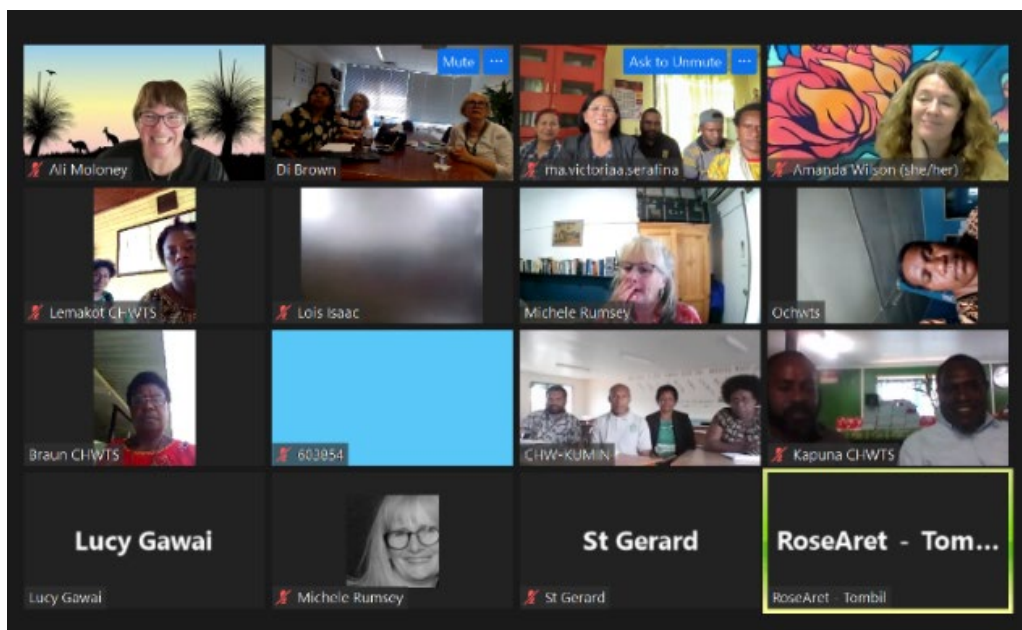 Mute ...
Ask to Unmute ...
Ali Moloney
Di Brown
ma.victoriaa.serafina
Amanda Wilson (she/her)
Lemakot CHWTS
Lois Isaac
Michele Rumsey
Ochwts
Braun CHWTS
603854
CHW-KUMIN
Kapuna CHWTS
Lucy Gawai
St Gerard
RoseAret - Tom...
Lucy Gawai
Michele Rumsey
St Gerard
RoseAret - Tombil